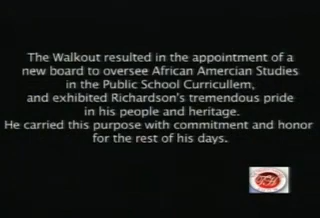 The Walkout resulted in the appointment of a
new board to oversee African Amercian Studies
in the Public School Curricullem,
and exhibited Richardson's tremendous pride
in his people and heritage.
He carried this purpose with commitment and honor
for the rest of his days.